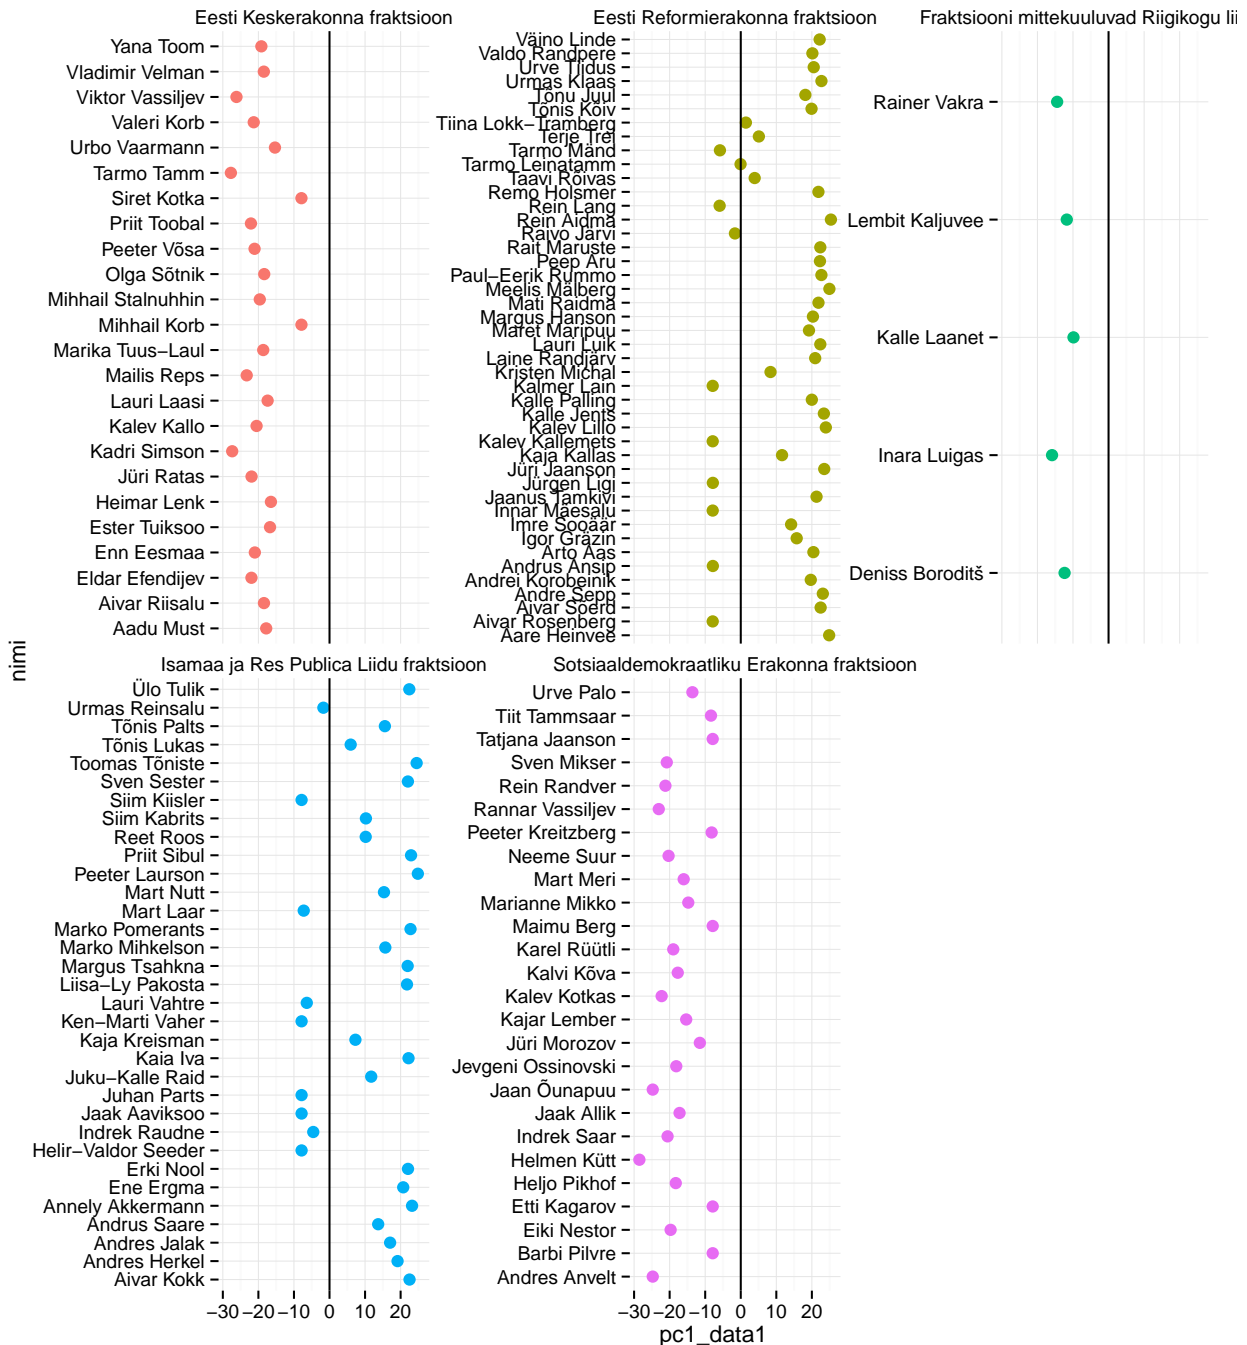 Eesti Keskerakonna fraktsioon
Yana Toom
Vladimir Velman
Viktor Vassiljev
Valeri Korb
Urbo Vaarmann
Tarmo Tamm
Siret Kotka
Priit Toobal
Peeter Võsa
Olga Sõtnik
Mihhail Stalnuhhin
Mihhail Korb
Marika Tuus−Laul
Mailis Reps
Lauri Laasi
Kalev Kallo
Kadri Simson
Jüri Ratas
Heimar Lenk
Ester Tuiksoo
Enn Eesmaa
Eldar Efendijev
Aivar Riisalu
Aadu Must
Eesti Reformierakonna fraktsioon
Väino Linde
Valdo Randpere
Urve Tiidus
Urmas Klaas
Tõnu Juul
Tõnis Kõiv
Tiina Lokk−Tramberg
Terje Trei
Tarmo Mänd
Tarmo Leinatamm
Taavi Rõivas
Remo Holsmer
Rein Lang
Rein Aidma
Raivo Järvi
Rait Maruste
Peep Aru
Paul−Eerik Rummo
Meelis Mälberg
Mati Raidma
Margus Hanson
Maret Maripuu
Lauri Luik
Laine Randjärv
Kristen Michal
Kalmer Lain
Kalle Palling
Kalle Jents
Kalev Lillo
Kalev Kallemets
Kaja Kallas
Jüri Jaanson
Jürgen Ligi
Jaanus Tamkivi
Innar Mäesalu
Imre Sooäär
Igor Gräzin
Arto Aas
Andrus Ansip
Andrei Korobeinik
Andre Sepp
Aivar Sõerd
Aivar Rosenberg
Aare Heinvee
Fraktsiooni mittekuuluvad Riigikogu lii
Rainer Vakra
Lembit Kaljuvee
Kalle Laanet
Inara Luigas
Deniss Boroditš
nimi
Isamaa ja Res Publica Liidu fraktsioon
Ülo Tulik
Urmas Reinsalu
Tõnis Palts
Tõnis Lukas
Toomas Tõniste
Sven Sester
Siim Kiisler
Siim Kabrits
Reet Roos
Priit Sibul
Peeter Laurson
Mart Nutt
Mart Laar
Marko Pomerants
Marko Mihkelson
Margus Tsahkna
Liisa−Ly Pakosta
Lauri Vahtre
Ken−Marti Vaher
Kaja Kreisman
Kaia Iva
Juku−Kalle Raid
Juhan Parts
Jaak Aaviksoo
Indrek Raudne
Helir−Valdor Seeder
Erki Nool
Ene Ergma
Annely Akkermann
Andrus Saare
Andres Jalak
Andres Herkel
Aivar Kokk
−30 −20 −10 0 10 20
Sotsiaaldemokraatliku Erakonna fraktsioon
Urve Palo
Tiit Tammsaar
Tatjana Jaanson
Sven Mikser
Rein Randver
Rannar Vassiljev
Peeter Kreitzberg
Neeme Suur
Mart Meri
Marianne Mikko
Maimu Berg
Karel Rüütli
Kalvi Kõva
Kalev Kotkas
Kajar Lember
Jüri Morozov
Jevgeni Ossinovski
Jaan Õunapuu
Jaak Allik
Indrek Saar
Helmen Kütt
Heljo Pikhof
Etti Kagarov
Eiki Nestor
Barbi Pilvre
Andres Anvelt
−30 −20 −10 0 10 20
pc1_data1